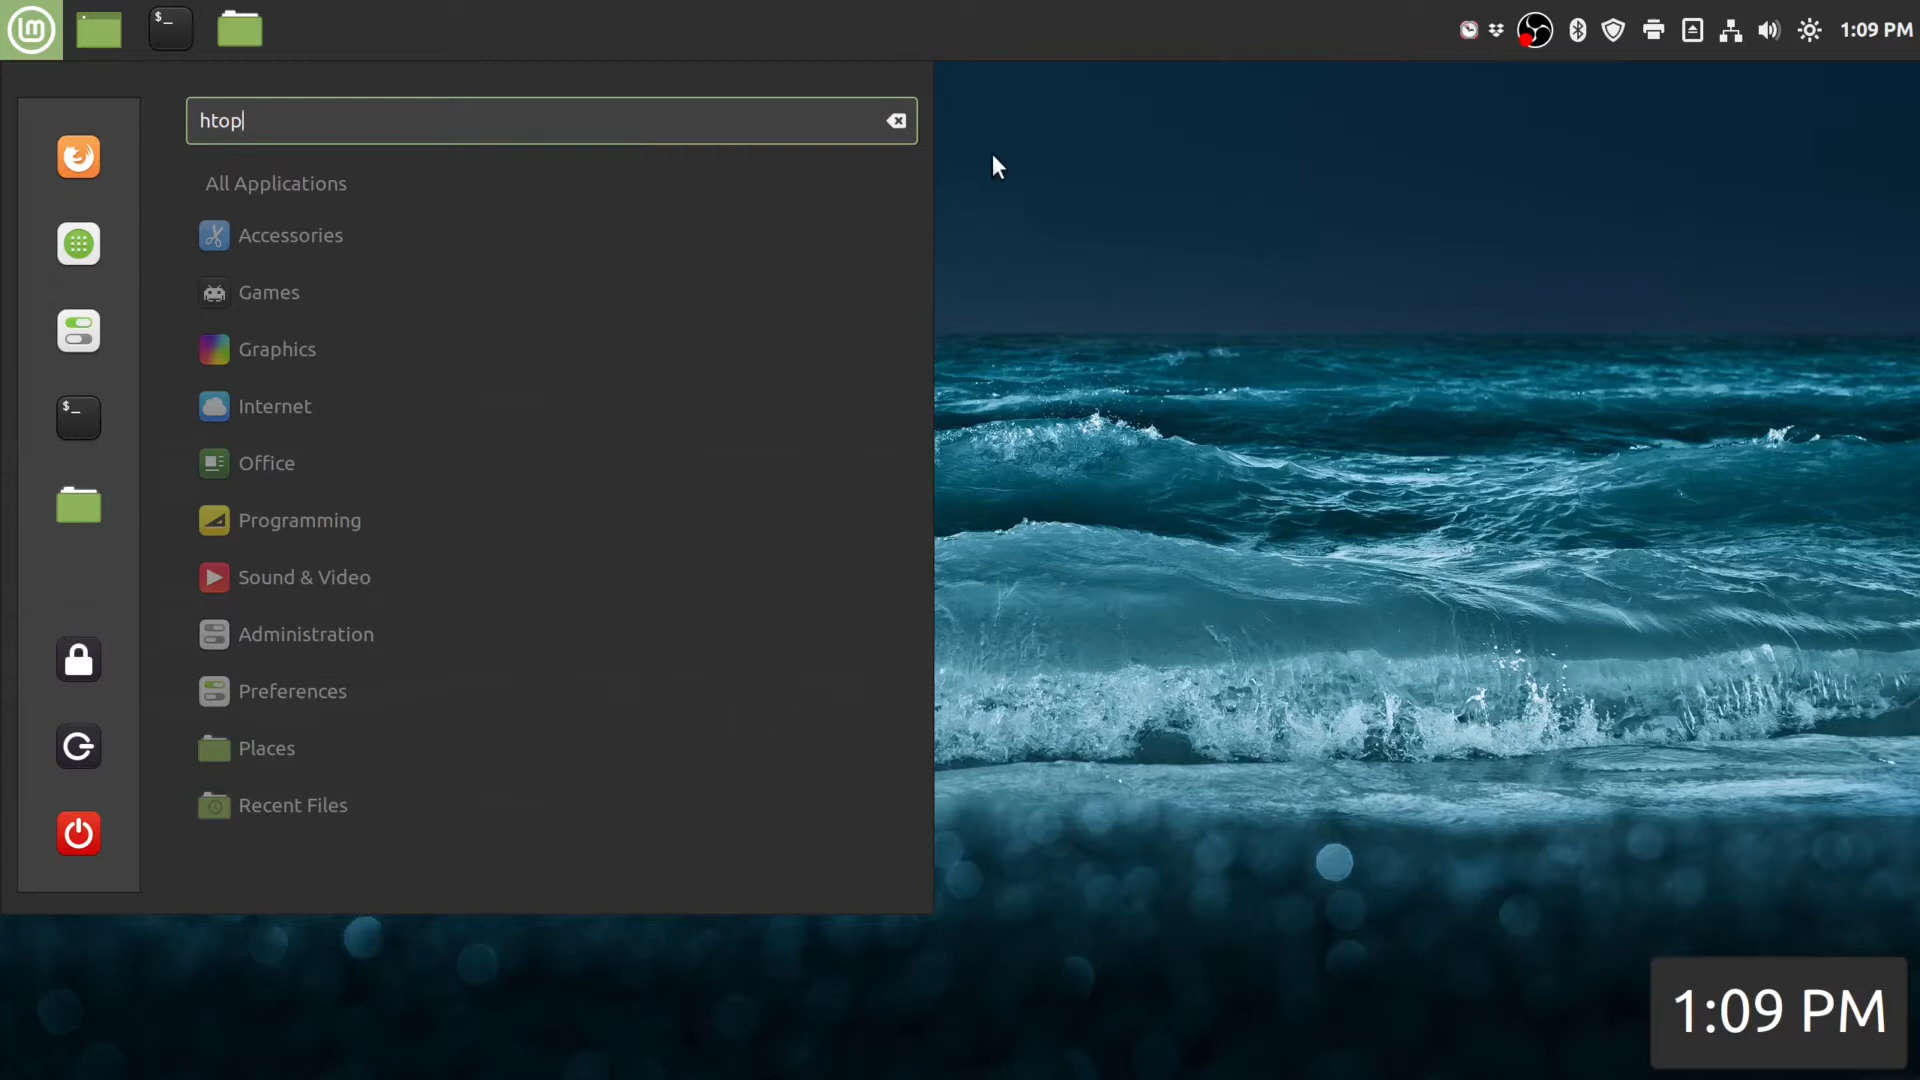 $_
1:09 PM
htop
All Applications
Accessories
Games
Graphics
Internet
$_
Office
Programming
Sound & Video
Administration
Preferences
Places
Recent Files
1:09 PM